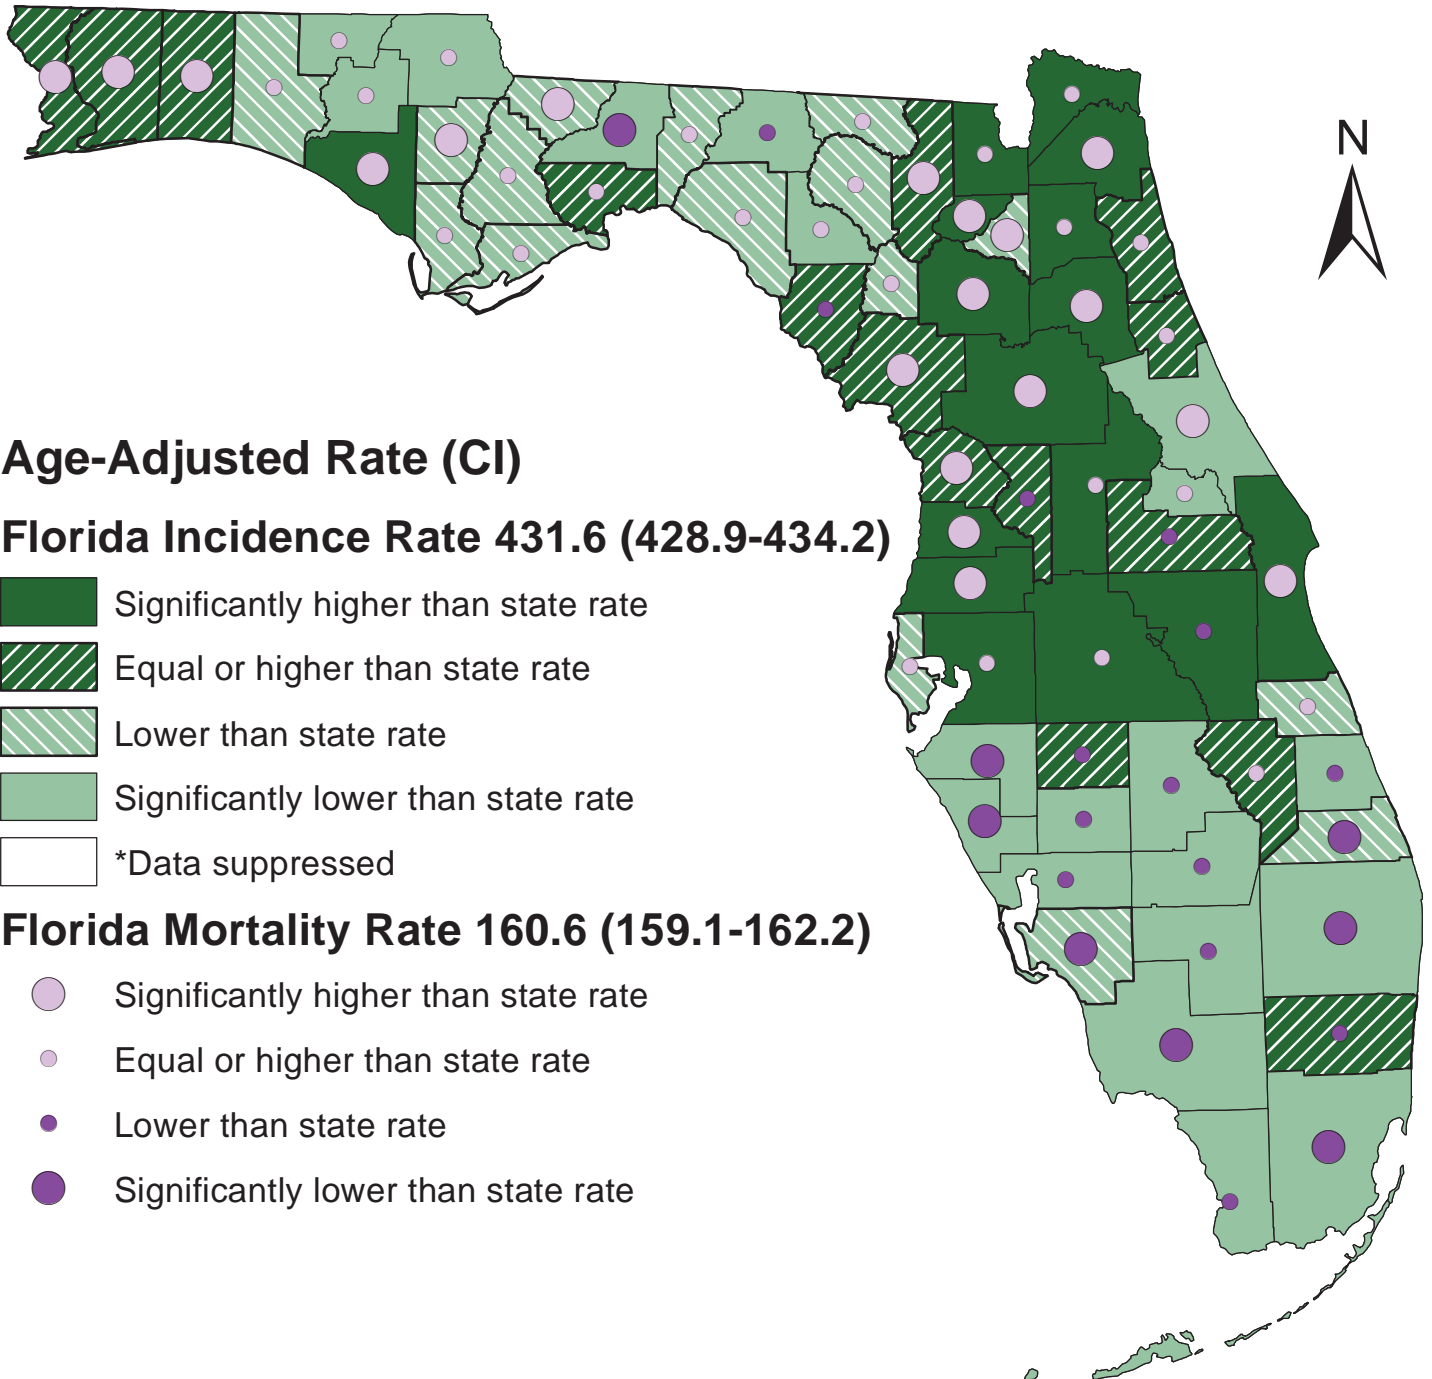 N
Age-Adjusted Rate (CI)
Florida Incidence Rate 431.6 (428.9-434.2)
Significantly higher than state rate
Equal or higher than state rate
Lower than state rate
Significantly lower than state rate
*Data suppressed
Florida Mortality Rate 160.6 (159.1-162.2)
Significantly higher than state rate
Equal or higher than state rate
Lower than state rate
Significantly lower than state rate